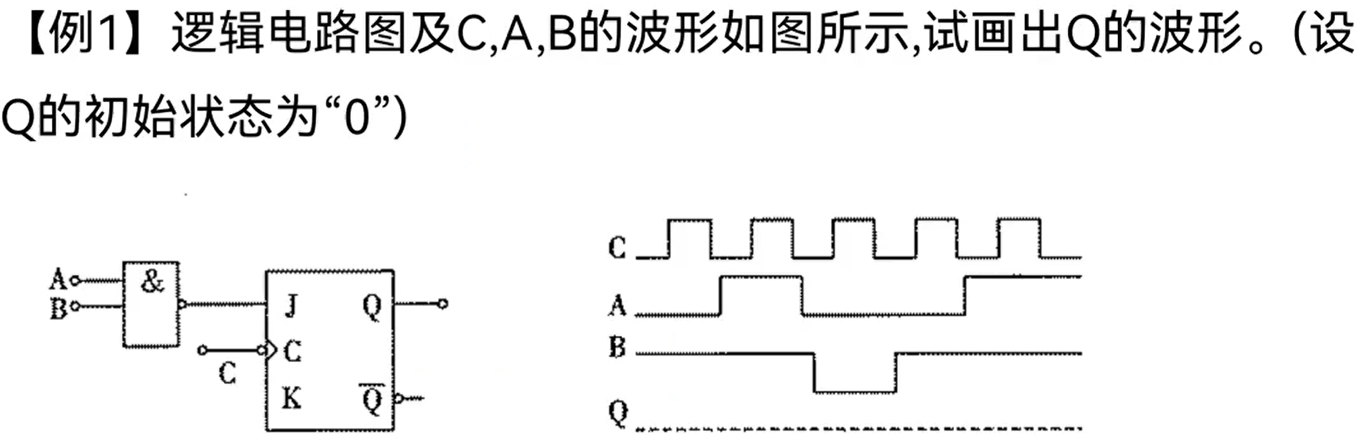 【例1】逻辑电路图及C,A,B的波形如图所示,试画出Q的波形。(设
Q的初始状态为“0”)
A
B
&
J
Q
C
C
K
Q̅
C
A
B
Q